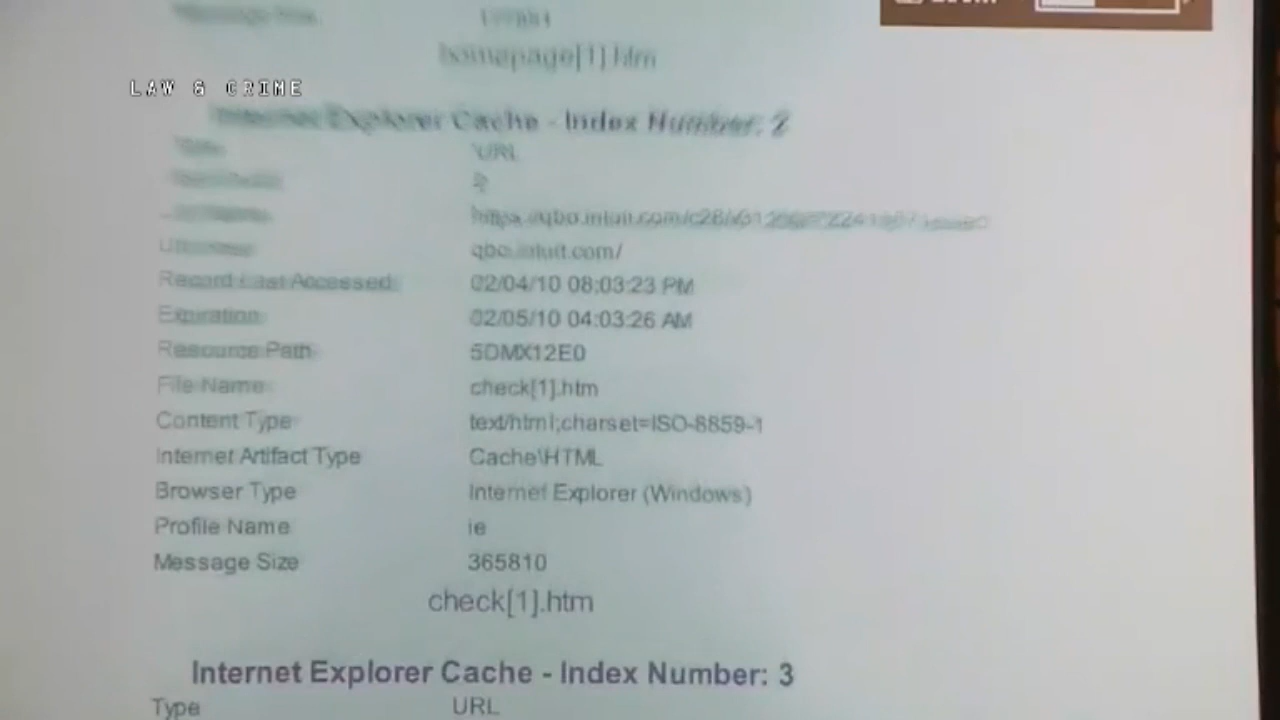 homepage[1].htm
LAW & CRIME
Internet Explorer Cache - Index Number: 2
URL
qbo.intuit.com/
Record Last Accessed 02/04/10 08:03:23 PM
Expiration 02/05/10 04:03:26 AM
Resource Path 5DMX12E0
File Name check[1].htm
Content Type text/html;charset=ISO-8859-1
Internet Artifact Type Cache\HTML
Browser Type Internet Explorer (Windows)
Profile Name ie
Message Size 365810
check[1].htm
Internet Explorer Cache - Index Number: 3
Type URL